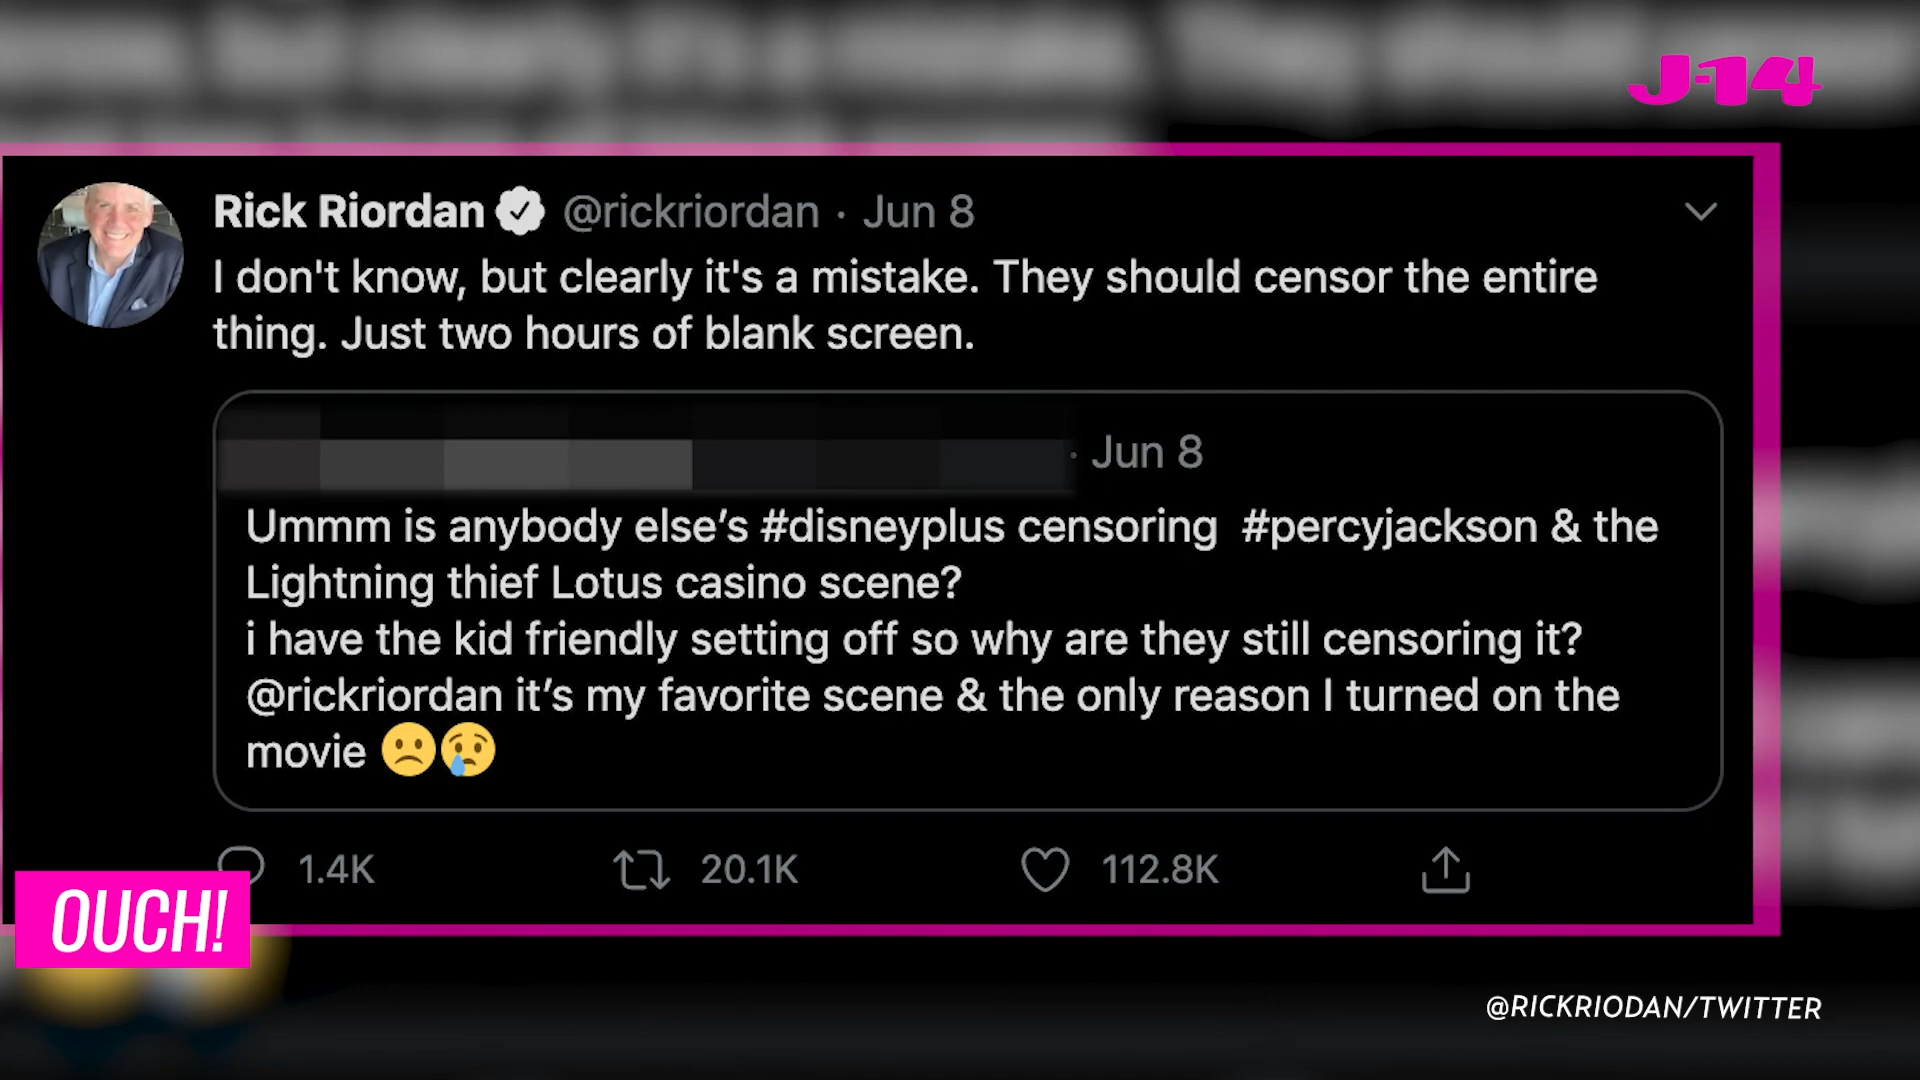 J-14
Rick Riordan @rickriordan · Jun 8
I don't know, but clearly it's a mistake. They should censor the entire
thing. Just two hours of blank screen.
· Jun 8
Ummm is anybody else’s #disneyplus censoring #percyjackson & the
Lightning thief Lotus casino scene?
i have the kid friendly setting off so why are they still censoring it?
@rickriordan it’s my favorite scene & the only reason I turned on the
movie 🙁😢
1.4K 20.1K 112.8K
OUCH!
@RICKRIODAN/TWITTER